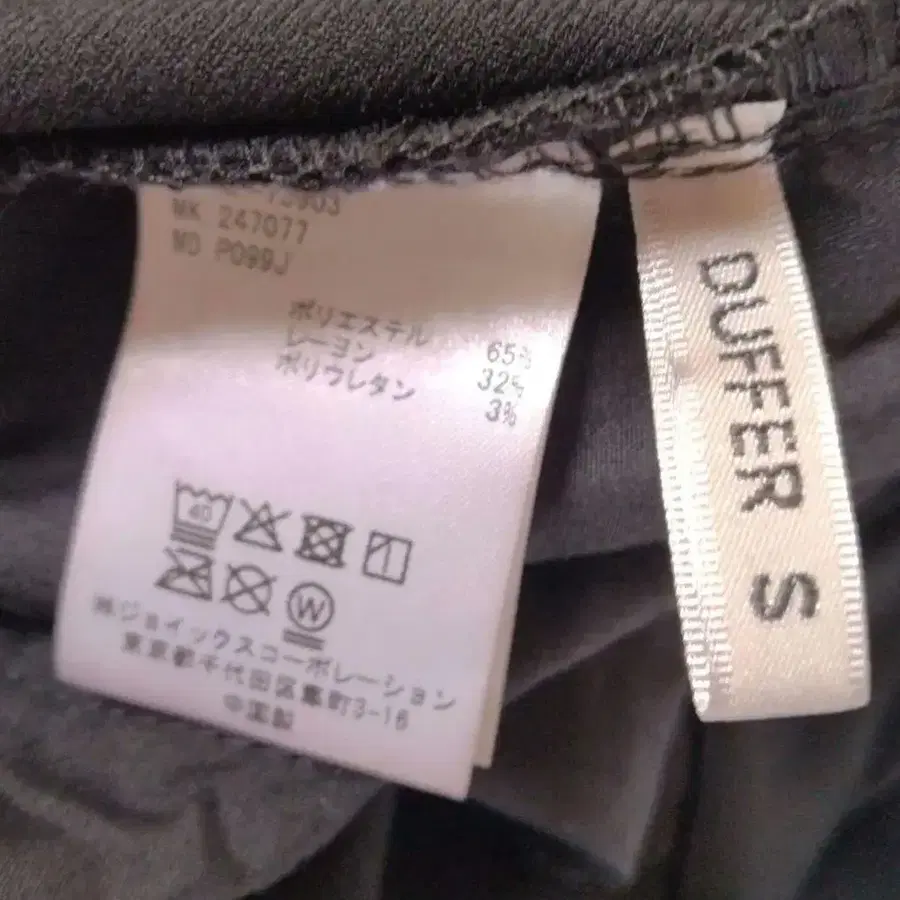 MK 247077
MD P099J
ポリエステル 65%
レーヨン 32%
ポリウレタン 3%
40
W
㈱ジョイックスコーポレーション
東京都千代田区麹町3-16
中国製
DUFFER S